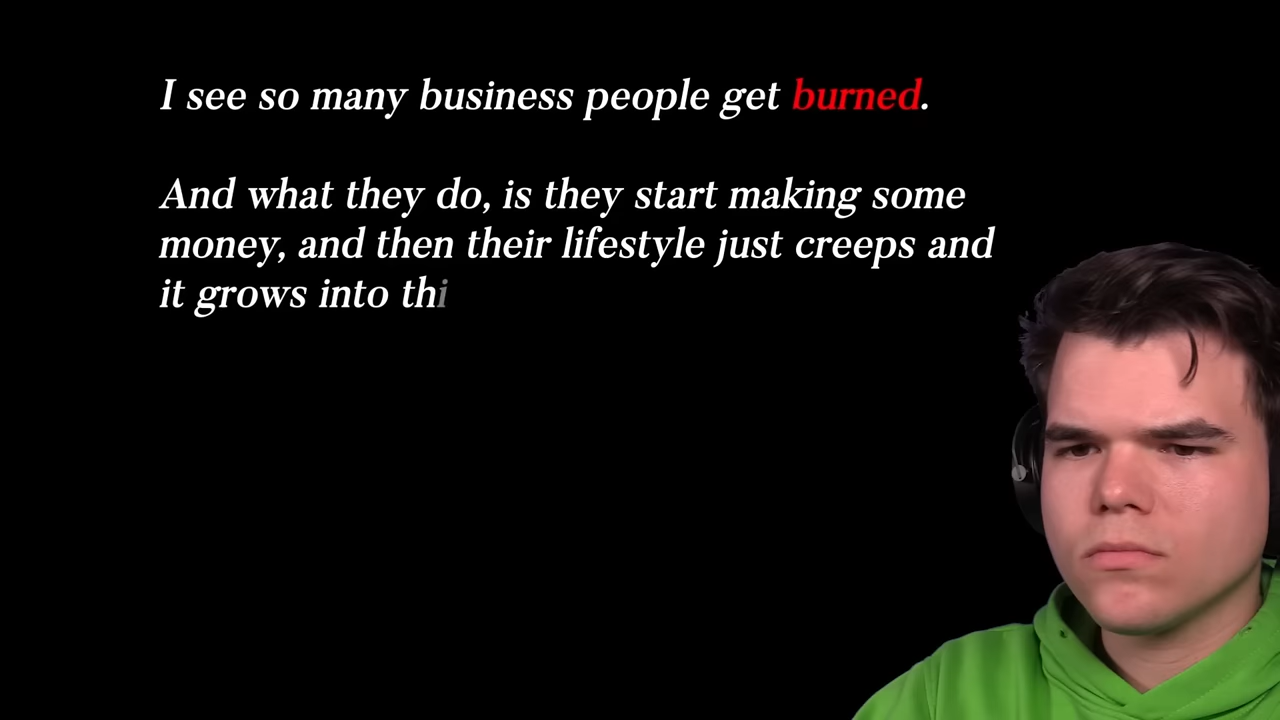 I see so many business people get burned.
And what they do, is they start making some
money, and then their lifestyle just creeps and
it grows into thi